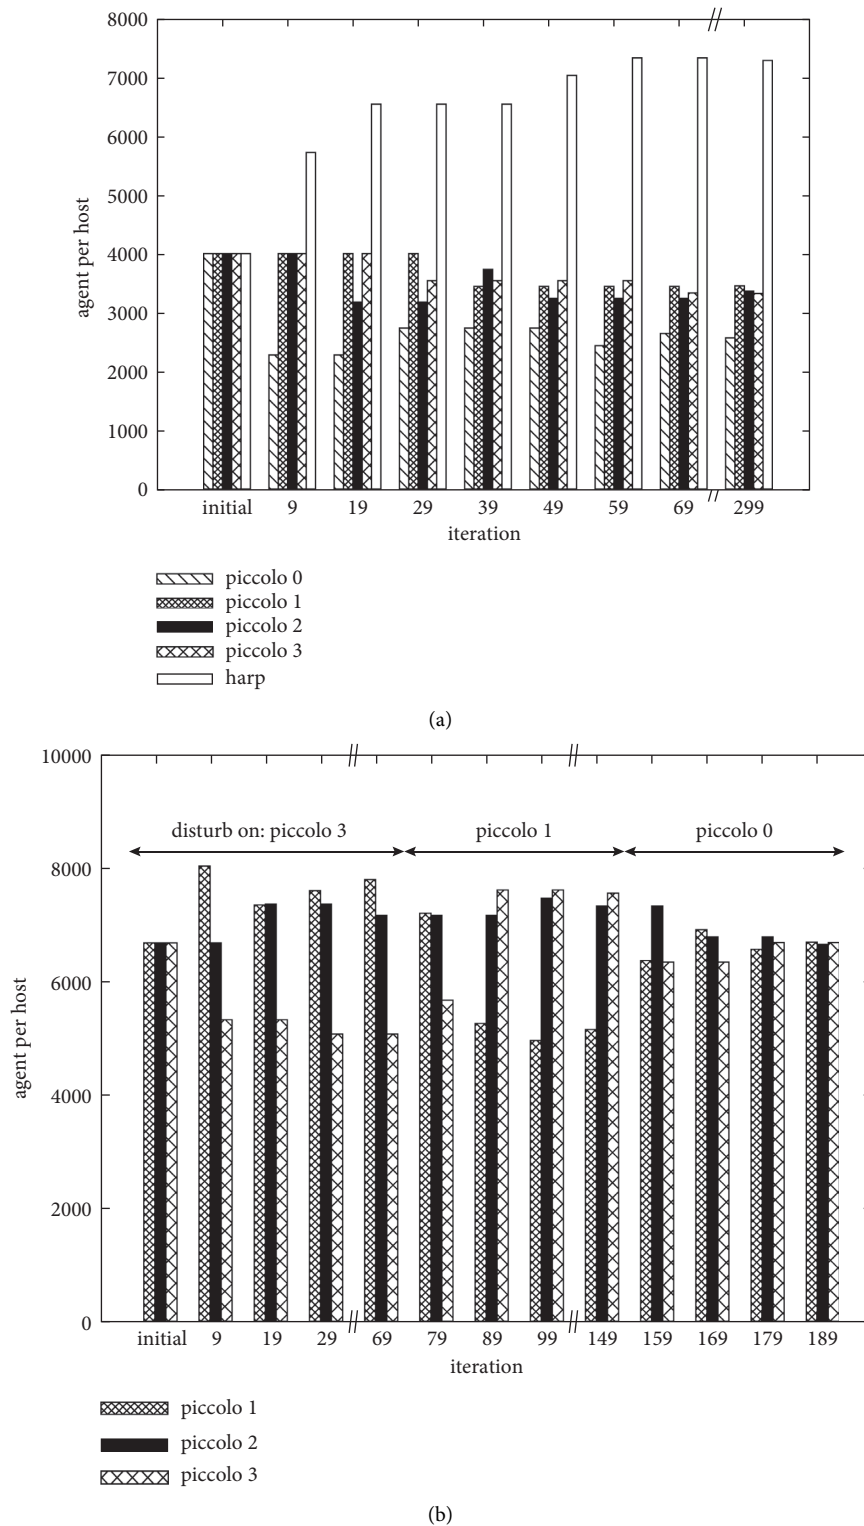 8000
7000
6000
5000
4000
3000
2000
1000
0
agent per host
initial 9 19 29 39 49 59 69 299
iteration
piccolo 0
piccolo 1
piccolo 2
piccolo 3
harp
(a)
10000
8000
6000
4000
2000
0
agent per host
disturb on: piccolo 3 piccolo 1 piccolo 0
initial 9 19 29 69 79 89 99 149 159 169 179 189
iteration
piccolo 1
piccolo 2
piccolo 3
(b)